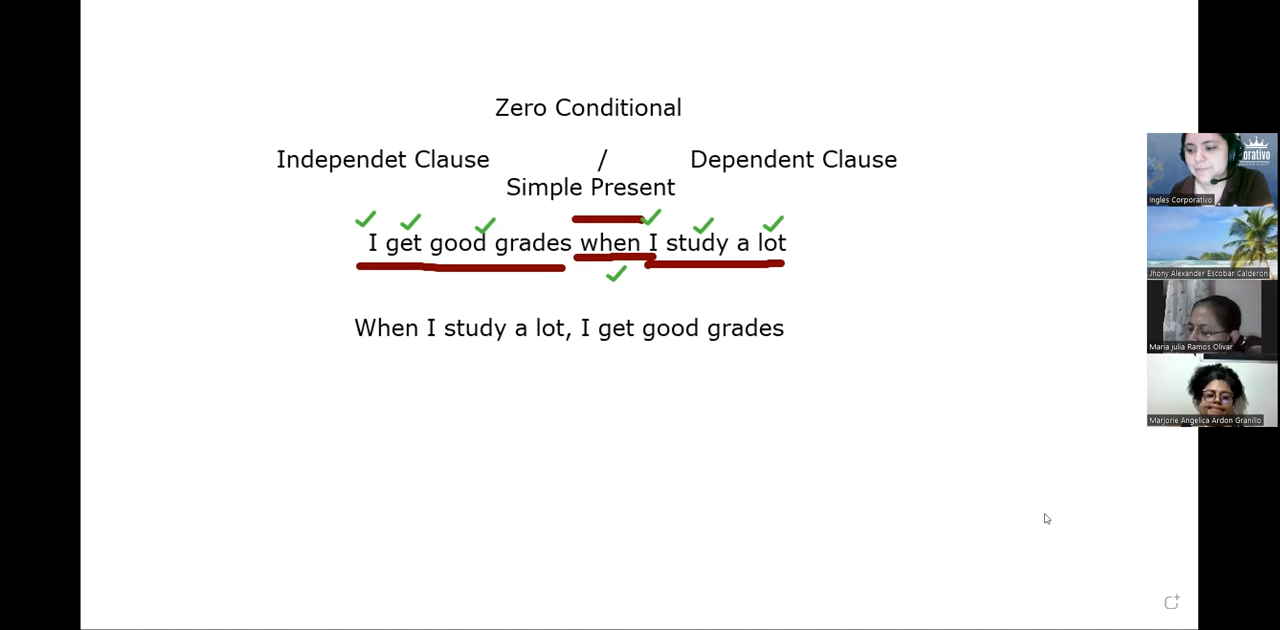 Zero Conditional
Independet Clause / Dependent Clause
Simple Present
I get good grades when I study a lot
When I study a lot, I get good grades
orativo
Ingles Corporativo
Jhony Alexander Escobar Calderon
Maria julia Ramos Olivar
Marjorie Angelica Ardon Granillo